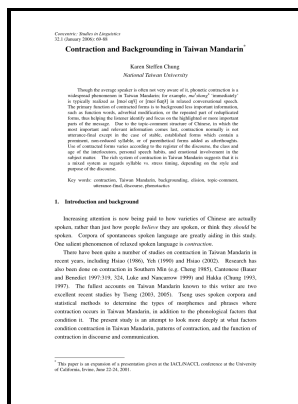 Concentric: Studies in Linguistics
32.1 (January 2006): 69-88
Contraction and Backgrounding in Taiwan Mandarin*
Karen Steffen Chung
National Taiwan University
Though the average speaker is often not very aware of it, phonetic contraction is a
widespread phenomenon in Taiwan Mandarin; for example,
is typically realized as
in relaxed conversational speech.
The primary function of contracted forms is to background less important information,
such as function words, adverbial modification, or the repeated part of reduplicated
forms, thus helping the listener identify and focus on the highlighted or more important
parts of the message. Due to the topic-comment structure of Chinese, in which the
most important and relevant information comes last, contraction normally is not
utterance-final except in the case of stable, established forms which contain a
prominent, non-reduced syllable, or of parenthetical forms added as afterthoughts.
Use of contracted forms varies according to the register of the discourse, the class and
age of the interlocutors, personal speech habits, and emotional involvement in the
subject matter. The rich system of contraction in Taiwan Mandarin suggests that it is
a mixed system as regards syllable vs. stress timing, depending on the style and
purpose of the discourse.
Key words: contraction, Taiwan Mandarin, backgrounding, elision, topic-comment,
utterance-final, discourse, phonotactics
1. Introduction and background
Increasing attention is now being paid to how varieties of Chinese are actually
spoken, rather than just how people believe they are spoken, or think they should be
spoken. Corpora of spontaneous spoken language are greatly aiding in this study.
One salient phenomenon of relaxed spoken language is contraction.
There have been quite a number of studies on contraction in Taiwan Mandarin in
recent years, including Hsiao (1986), Yeh (1990) and Hsiao (2002). Research has
also been done on contraction in Southern Min (e.g. Cheng 1985), Cantonese (Bauer
and Benedict 1997:319, 324, Luke and Nancarrow 1999) and Hakka (Chung 1993,
1997). The fullest accounts on Taiwan Mandarin known to this writer are two
excellent recent studies by Tseng (2003, 2005). Tseng uses spoken corpora and
statistical methods to determine the types of morphemes and phrases where
contraction occurs in Taiwan Mandarin, in addition to the phonological factors that
condition it. The present study is an attempt to look more deeply at what factors
condition contraction in Taiwan Mandarin, patterns of contraction, and the function of
contraction in discourse and communication.
* This paper is an expansion of a presentation given at the IACL/NACCL conference at the University
of California, Irvine, June 22-24, 2001.